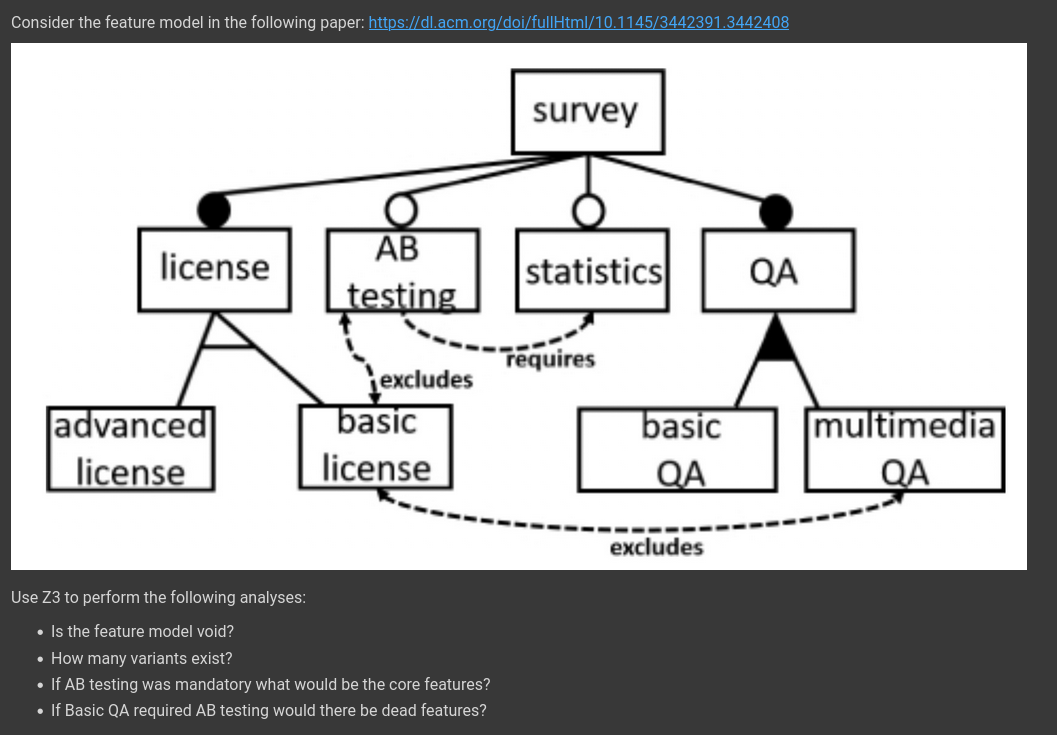 Consider the feature model in the following paper: https://dl.acm.org/doi/fullHtml/10.1145/3442391.3442408
survey
license
AB
testing
statistics
QA
requires
excludes
advanced
license
basic
license
basic
QA
multimedia
QA
excludes
Use Z3 to perform the following analyses:
• Is the feature model void?
• How many variants exist?
• If AB testing was mandatory what would be the core features?
• If Basic QA required AB testing would there be dead features?